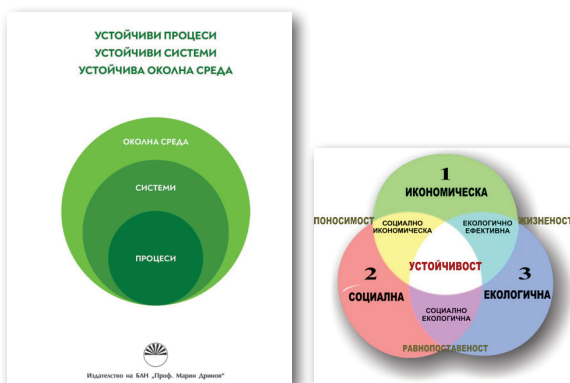 УСТОЙЧИВИ ПРОЦЕСИ
УСТОЙЧИВИ СИСТЕМИ
УСТОЙЧИВА ОКОЛНА СРЕДА
ОКОЛНА СРЕДА
СИСТЕМИ
ПРОЦЕСИ
Издателство на БАН „Проф. Марин Дринов“
1
ИКОНОМИЧЕСКА
ПОНОСИМОСТ
СОЦИАЛНО
ИКОНОМИЧЕСКА
ЕКОЛОГИЧНО
ЕФЕКТИВНА
ЖИЗНЕНОСТ
УСТОЙЧИВОСТ
2
СОЦИАЛНА
3
ЕКОЛОГИЧНА
СОЦИАЛНО
ЕКОЛОГИЧНА
РАВНОПОСТАВЕНОСТ